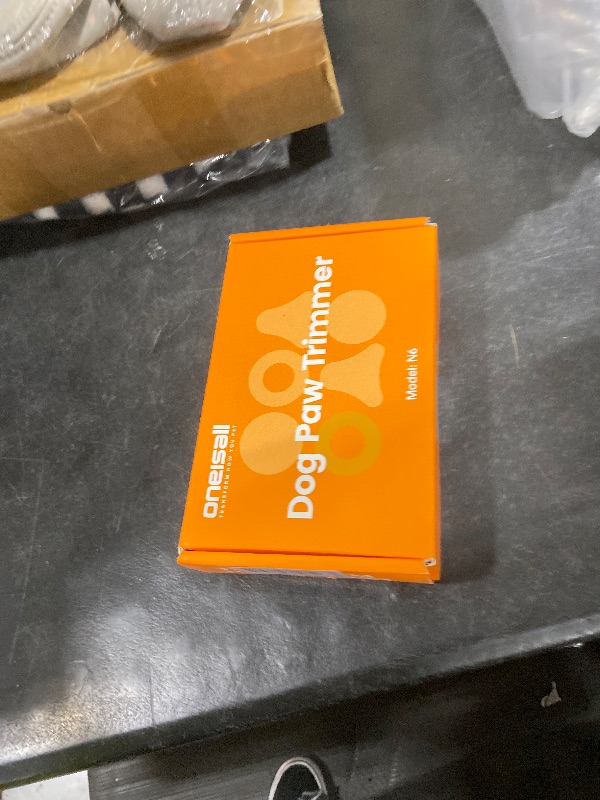 oneisall
TRANSFORM HOW YOU PET
Dog Paw Trimmer
Model: N6